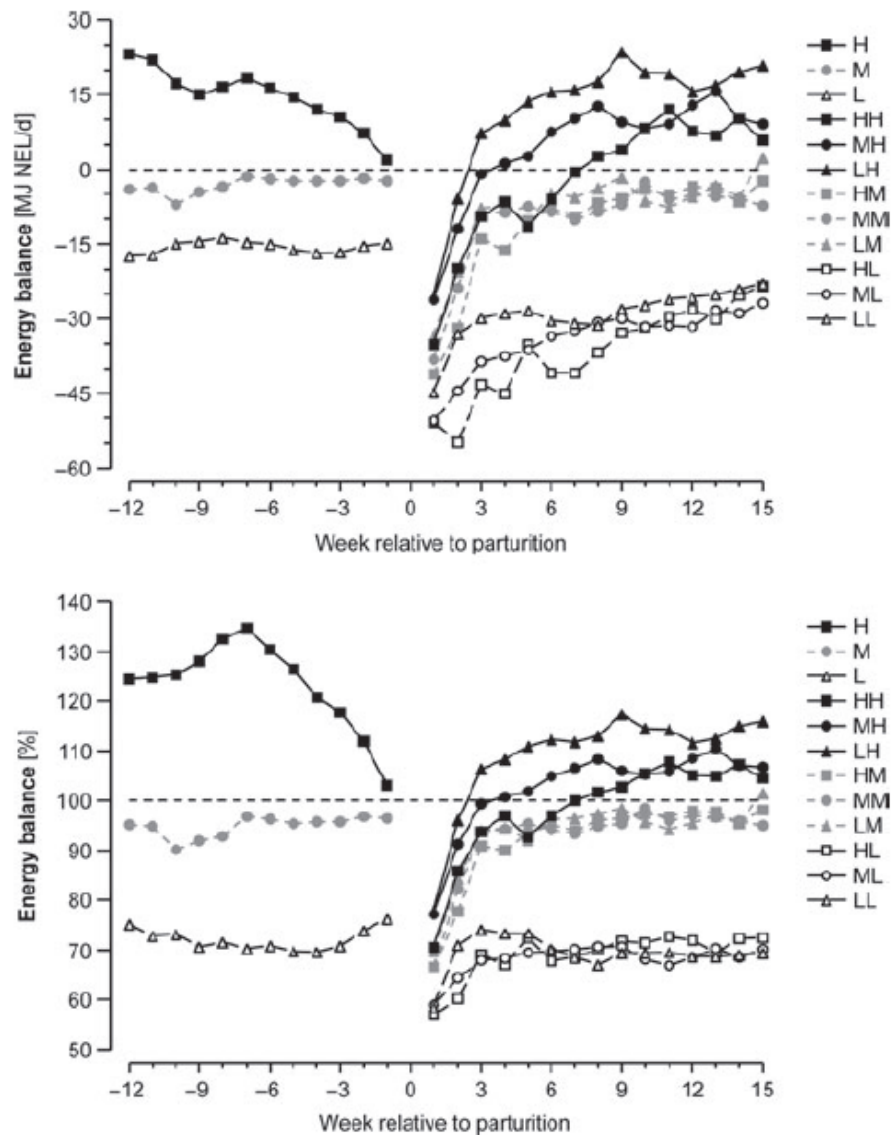 Energy balance [MJ NEL/d]
30
15
0
−15
−30
−45
−60
−12
−9
−6
−3
0
3
6
9
12
15
Week relative to parturition
H
M
L
HH
MH
LH
HM
MM
LM
HL
ML
LL
Energy balance [%]
140
130
120
110
100
90
80
70
60
50
−12
−9
−6
−3
0
3
6
9
12
15
Week relative to parturition
H
M
L
HH
MH
LH
HM
MM
LM
HL
ML
LL